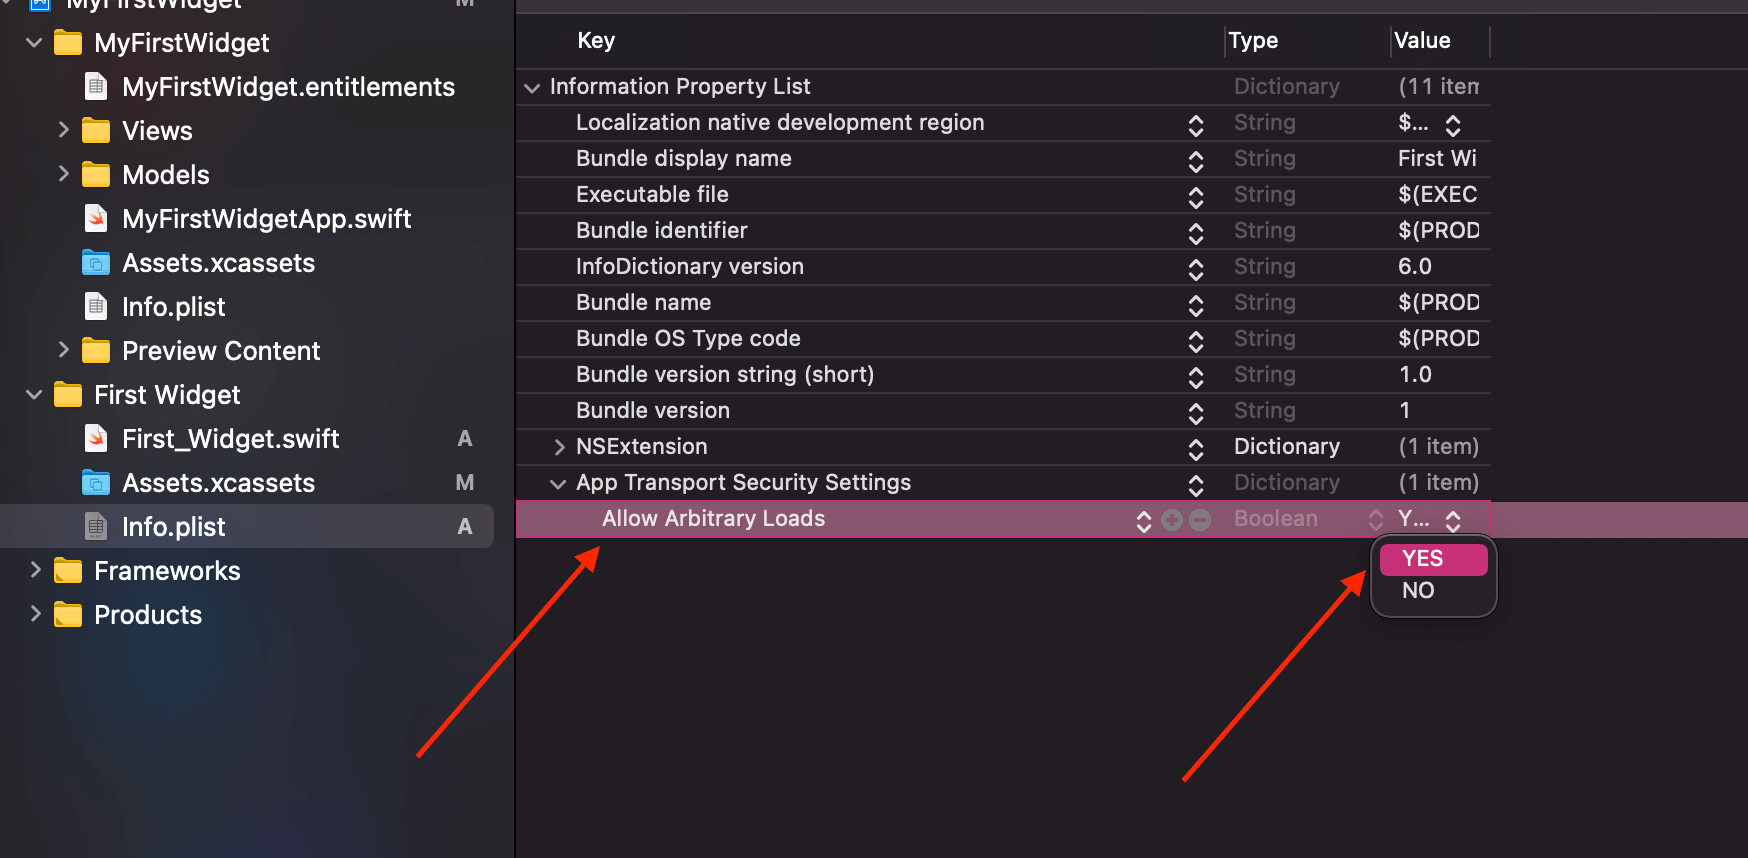 MyFirstWidget
M
MyFirstWidget
MyFirstWidget.entitlements
Views
Models
MyFirstWidgetApp.swift
Assets.xcassets
Info.plist
Preview Content
First Widget
First_Widget.swift A
Assets.xcassets M
Info.plist A
Frameworks
Products
Key Type Value
Information Property List Dictionary (11 item
Localization native development region String $...
Bundle display name String First Wi
Executable file String $(EXEC
Bundle identifier String $(PROD
InfoDictionary version String 6.0
Bundle name String $(PROD
Bundle OS Type code String $(PROD
Bundle version string (short) String 1.0
Bundle version String 1
NSExtension Dictionary (1 item)
App Transport Security Settings Dictionary (1 item)
Allow Arbitrary Loads Boolean Y...
YES
NO